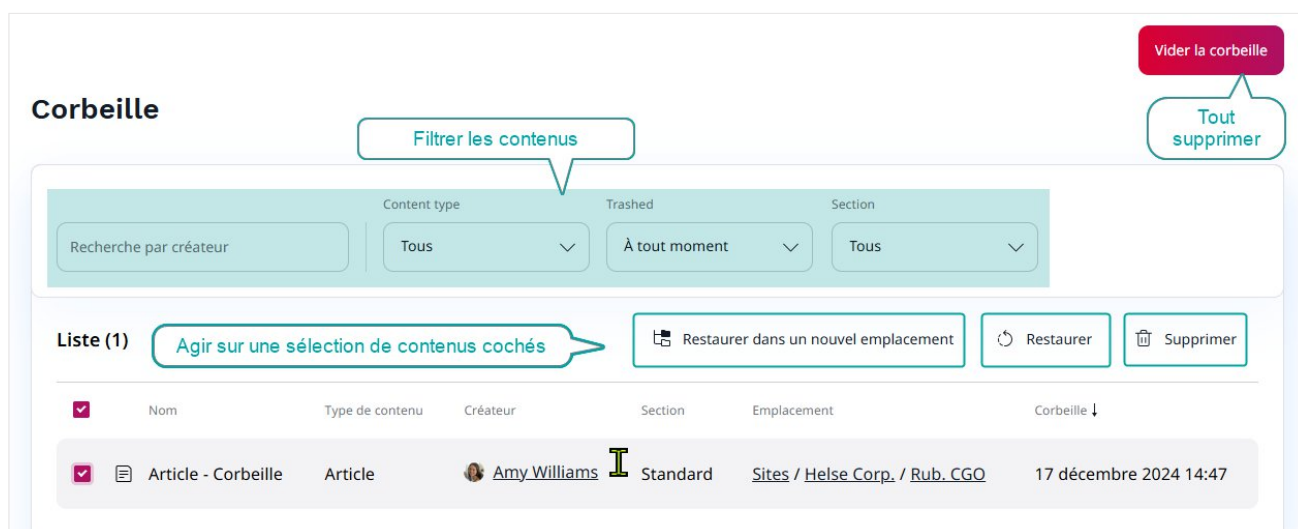 Vider la corbeille
Corbeille
Tout
supprimer
Filtrer les contenus
Content type
Trashed
Section
Recherche par créateur
Tous
À tout moment
Tous
Liste (1)
Agir sur une sélection de contenus cochés
Restaurer dans un nouvel emplacement
Restaurer
Supprimer
Nom
Type de contenu
Créateur
Section
Emplacement
Corbeille
Article - Corbeille
Article
Amy Williams
Standard
Sites / Helse Corp. / Rub. CGO
17 décembre 2024 14:47